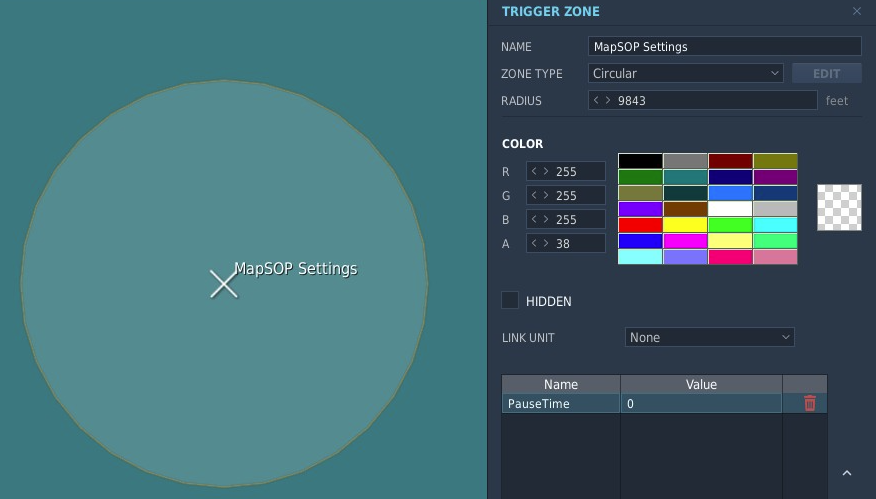 TRIGGER ZONE
NAME MapSOP Settings
ZONE TYPE Circular EDIT
RADIUS 9843 feet
COLOR
R 255
G 255
B 255
A 38
MapSOP Settings
HIDDEN
LINK UNIT None
Name Value
PauseTime 0